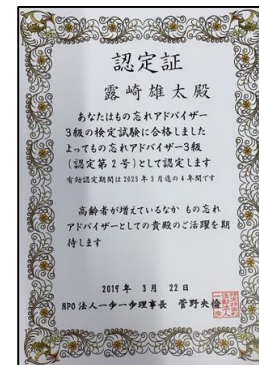 認定証
露崎雄太殿
あなたはもの忘れアドバイザー
3級の検定試験に合格しました
よってもの忘れアドバイザー3級
(認定第2号)として認定します
有効認定期間は2023年3月迄の4年間です
高齢者が増えているなか もの忘れ
アドバイザーとしての貴殿のご活躍を期
待します
2019年 3月 22日
NPO法人一歩一歩理事長 菅野